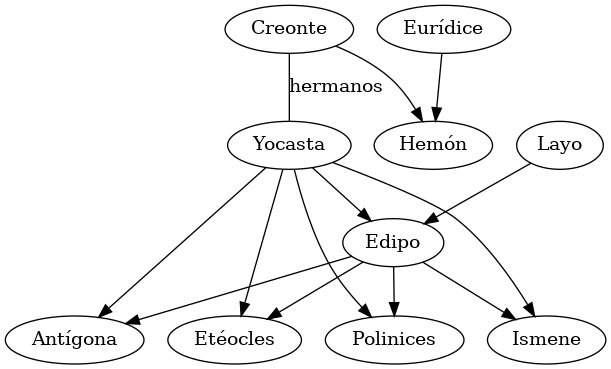 Creonte
Eurídice
hermanos
Yocasta
Hemón
Layo
Edipo
Antígona
Etéocles
Polinices
Ismene